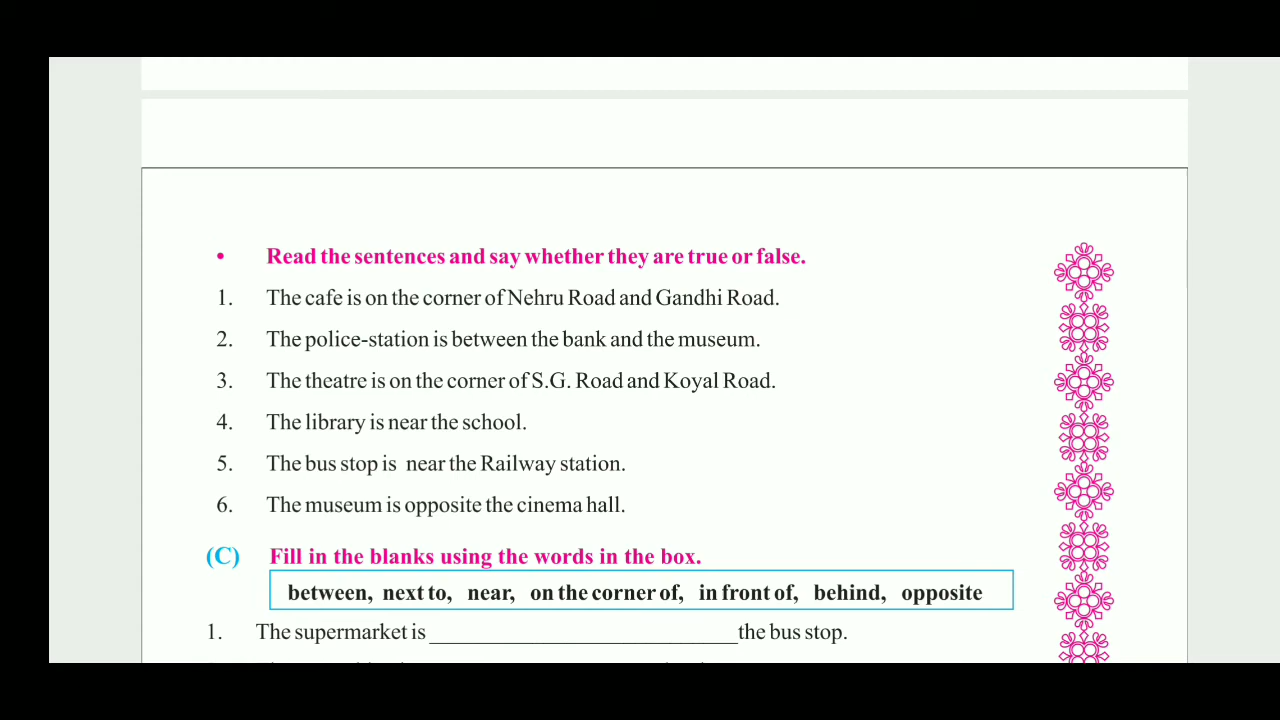 • Read the sentences and say whether they are true or false.
1. The cafe is on the corner of Nehru Road and Gandhi Road.
2. The police-station is between the bank and the museum.
3. The theatre is on the corner of S.G. Road and Koyal Road.
4. The library is near the school.
5. The bus stop is near the Railway station.
6. The museum is opposite the cinema hall.
(C) Fill in the blanks using the words in the box.
between, next to, near, on the corner of, in front of, behind, opposite
1. The supermarket is ____________________________ the bus stop.